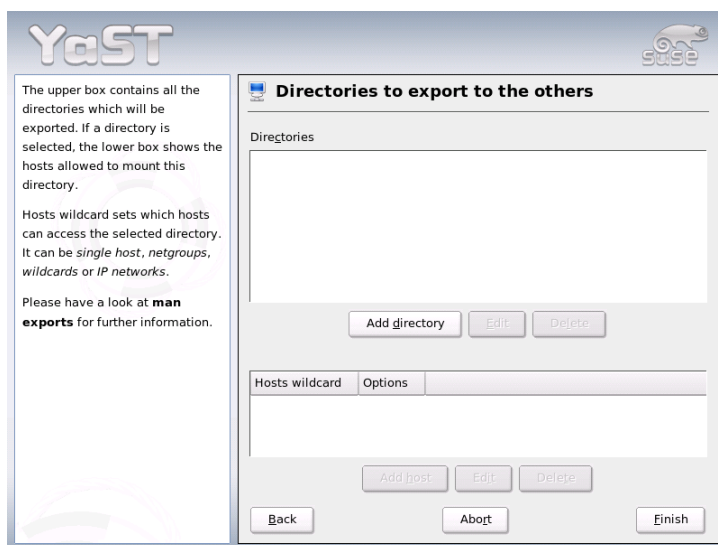 YaST
SUSE
The upper box contains all the
directories which will be
exported. If a directory is
selected, the lower box shows the
hosts allowed to mount this
directory.
Hosts wildcard sets which hosts
can access the selected directory.
It can be single host, netgroups,
wildcards or IP networks.
Please have a look at man
exports for further information.
Directories to export to the others
Directories
Add directory Edit Delete
Hosts wildcard Options
Add host Edit Delete
Back Abort Finish